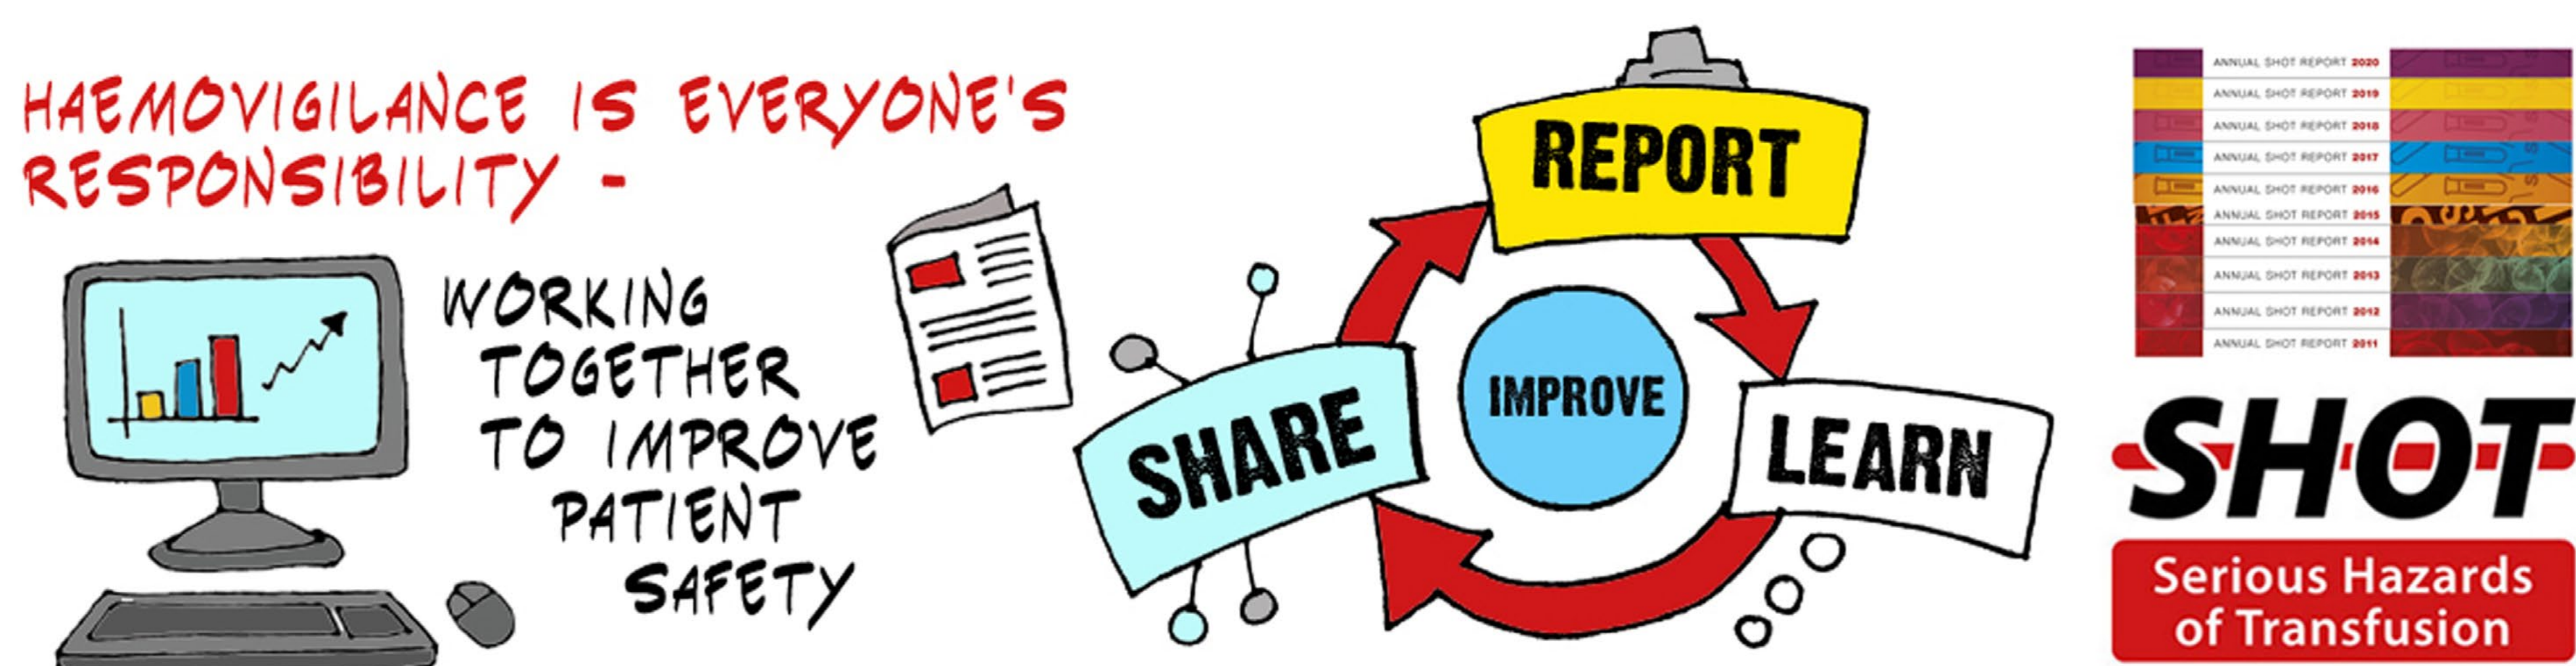 HAEMOVIGILANCE IS EVERYONE'S
RESPONSIBILITY -
WORKING
TOGETHER
TO IMPROVE
PATIENT
SAFETY
REPORT
IMPROVE
SHARE
LEARN
ANNUAL SHOT REPORT 2020
ANNUAL SHOT REPORT 2019
ANNUAL SHOT REPORT 2018
ANNUAL SHOT REPORT 2017
ANNUAL SHOT REPORT 2016
ANNUAL SHOT REPORT 2015
ANNUAL SHOT REPORT 2014
ANNUAL SHOT REPORT 2013
ANNUAL SHOT REPORT 2012
ANNUAL SHOT REPORT 2011
SHOT
Serious Hazards
of Transfusion